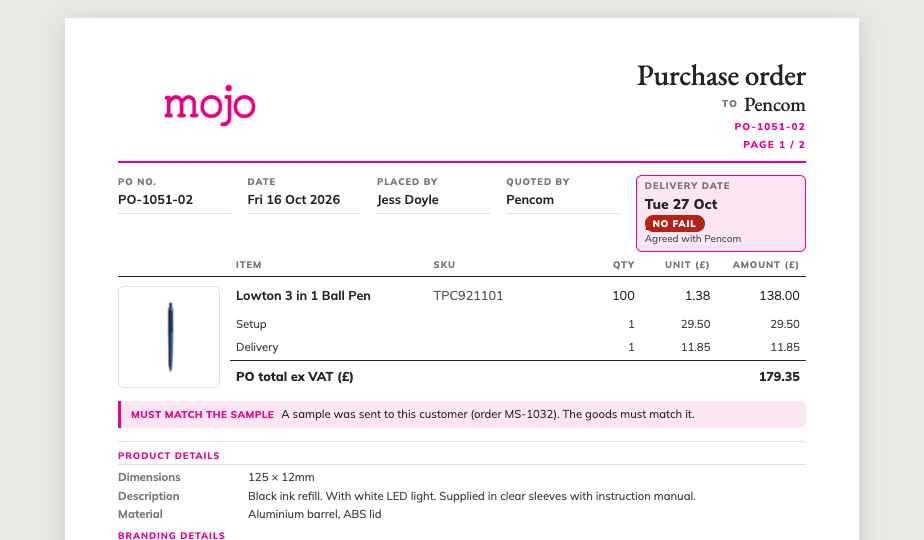 mojo
Purchase order
TO Pencom
PO-1051-02
PAGE 1 / 2
PO NO.
PO-1051-02
DATE
Fri 16 Oct 2026
PLACED BY
Jess Doyle
QUOTED BY
Pencom
DELIVERY DATE
Tue 27 Oct
NO FAIL
Agreed with Pencom
ITEM SKU QTY UNIT (£) AMOUNT (£)
Lowton 3 in 1 Ball Pen TPC921101 100 1.38 138.00
Setup 1 29.50 29.50
Delivery 1 11.85 11.85
PO total ex VAT (£) 179.35
MUST MATCH THE SAMPLE A sample was sent to this customer (order MS-1032). The goods must match it.
PRODUCT DETAILS
Dimensions 125 × 12mm
Description Black ink refill. With white LED light. Supplied in clear sleeves with instruction manual.
Material Aluminium barrel, ABS lid
BRANDING DETAILS